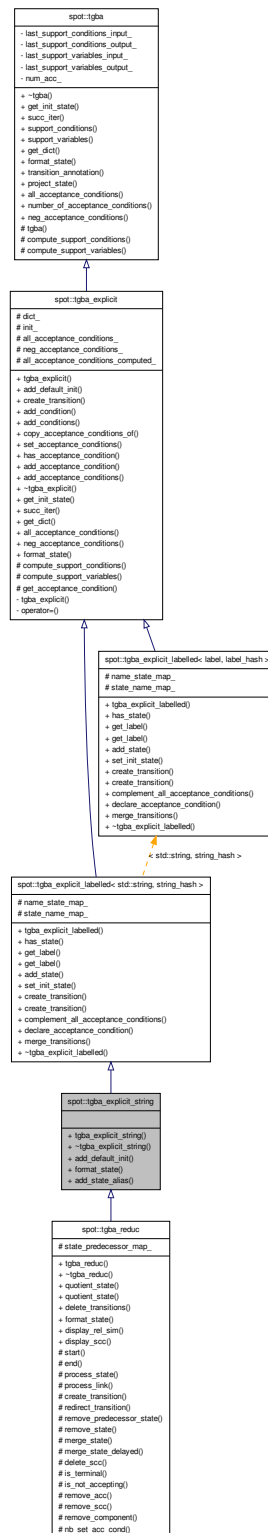 spot::tgba
- last_support_conditions_input_
- last_support_conditions_output_
- last_support_variables_input_
- last_support_variables_output_
- num_acc_
+ ~tgba()
+ get_init_state()
+ succ_iter()
+ support_conditions()
+ support_variables()
+ get_dict()
+ format_state()
+ transition_annotation()
+ project_state()
+ all_acceptance_conditions()
+ number_of_acceptance_conditions()
+ neg_acceptance_conditions()
# tgba()
# compute_support_conditions()
# compute_support_variables()
spot::tgba_explicit
# dict_
# init_
# all_acceptance_conditions_
# neg_acceptance_conditions_
# all_acceptance_conditions_computed_
+ tgba_explicit()
+ add_default_init()
+ create_transition()
+ add_condition()
+ add_conditions()
+ copy_acceptance_conditions_of()
+ set_acceptance_conditions()
+ has_acceptance_condition()
+ add_acceptance_condition()
+ add_acceptance_conditions()
+ ~tgba_explicit()
+ get_init_state()
+ succ_iter()
+ get_dict()
+ all_acceptance_conditions()
+ neg_acceptance_conditions()
+ format_state()
# compute_support_conditions()
# compute_support_variables()
# get_acceptance_condition()
- tgba_explicit()
- operator=()
spot::tgba_explicit_labelled< label, label_hash >
# name_state_map_
# state_name_map_
+ tgba_explicit_labelled()
+ has_state()
+ get_label()
+ get_label()
+ add_state()
+ set_init_state()
+ create_transition()
+ create_transition()
+ complement_all_acceptance_conditions()
+ declare_acceptance_condition()
+ merge_transitions()
+ ~tgba_explicit_labelled()
< std::string, string_hash >
spot::tgba_explicit_labelled< std::string, string_hash >
# name_state_map_
# state_name_map_
+ tgba_explicit_labelled()
+ has_state()
+ get_label()
+ get_label()
+ add_state()
+ set_init_state()
+ create_transition()
+ create_transition()
+ complement_all_acceptance_conditions()
+ declare_acceptance_condition()
+ merge_transitions()
+ ~tgba_explicit_labelled()
spot::tgba_explicit_string
+ tgba_explicit_string()
+ ~tgba_explicit_string()
+ add_default_init()
+ format_state()
+ add_state_alias()
spot::tgba_reduc
# state_predecessor_map_
+ tgba_reduc()
+ ~tgba_reduc()
+ quotient_state()
+ quotient_state()
+ delete_transitions()
+ format_state()
+ display_rel_sim()
+ display_scc()
# start()
# end()
# process_state()
# process_link()
# create_transition()
# redirect_transition()
# remove_predecessor_state()
# remove_state()
# merge_state()
# merge_state_delayed()
# delete_scc()
# is_terminal()
# is_not_accepting()
# remove_acc()
# remove_scc()
# remove_component()
# nb_set_acc_cond()